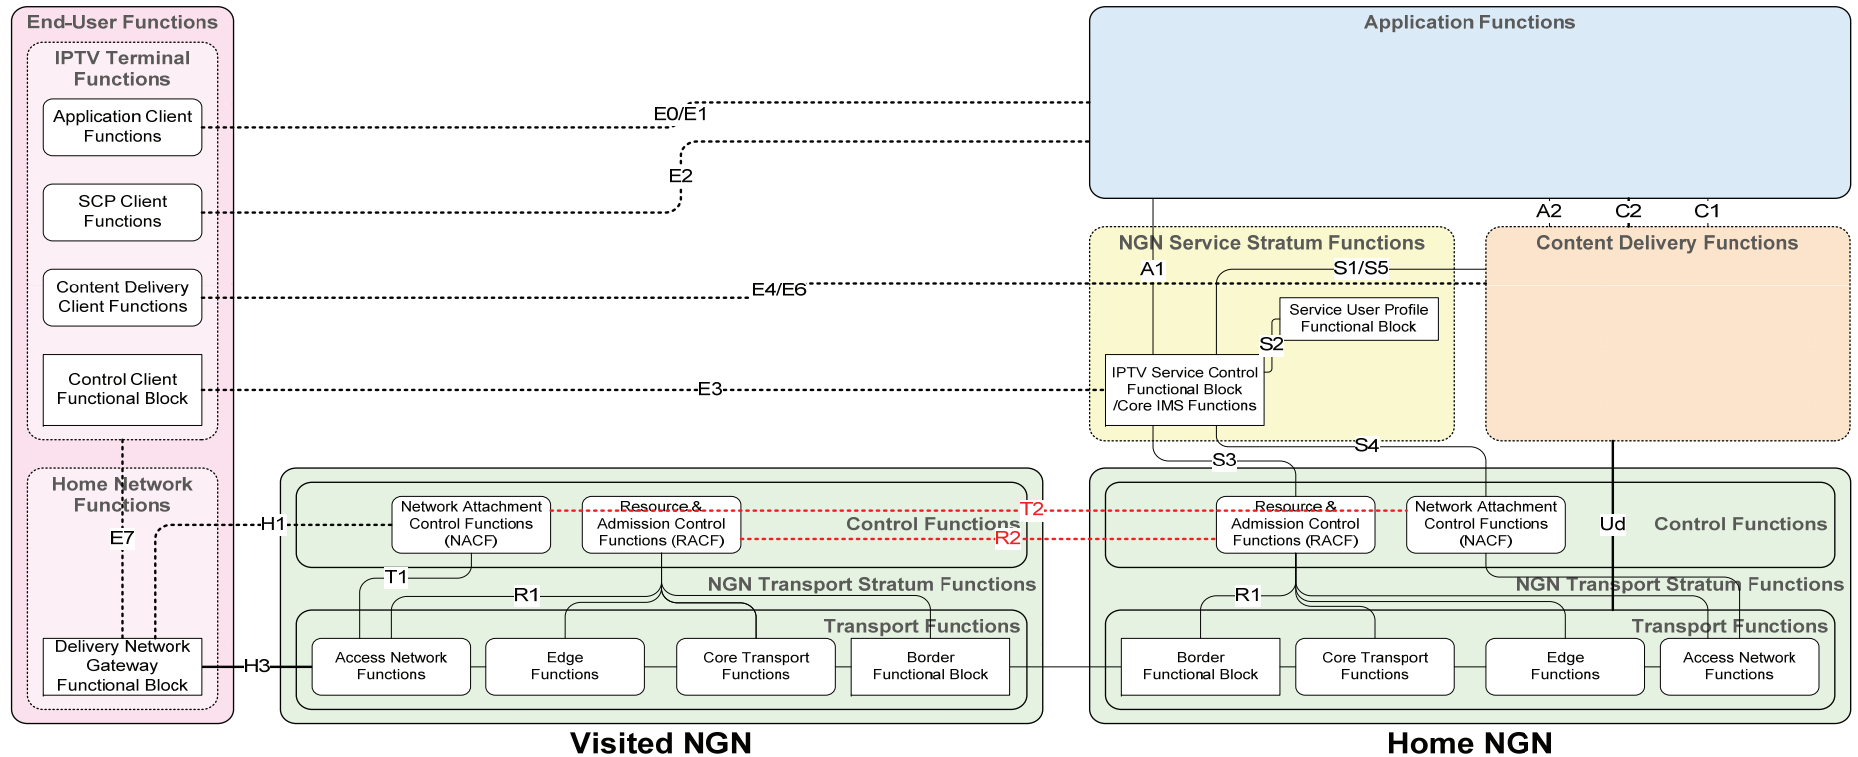 End-User Functions
IPTV Terminal
Functions
Application Client
Functions
SCP Client
Functions
Content Delivery
Client Functions
Control Client
Functional Block
Home Network
Functions
E7
Delivery Network
Gateway
Functional Block
E0/E1
E2
E4/E6
E3
H1
H3
Application Functions
A2
C2
C1
NGN Service Stratum Functions
A1
S1/S5
Service User Profile
Functional Block
S2
IPTV Service Control
Functional Block
/Core IMS Functions
Content Delivery Functions
S4
S3
Ud
Network Attachment
Control Functions
(NACF)
Resource &
Admission Control
Functions (RACF)
Control Functions
T2
R2
T1
R1
NGN Transport Stratum Functions
Transport Functions
Access Network
Functions
Edge
Functions
Core Transport
Functions
Border
Functional Block
Visited NGN
Resource &
Admission Control
Functions (RACF)
Network Attachment
Control Functions
(NACF)
Control Functions
R1
NGN Transport Stratum Functions
Transport Functions
Border
Functional Block
Core Transport
Functions
Edge
Functions
Access Network
Functions
Home NGN